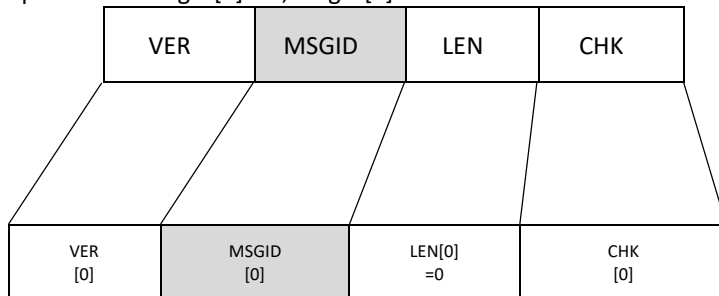 VER MSGID LEN CHK
VER MSGID LEN[0] CHK
[0] [0] =0 [0]